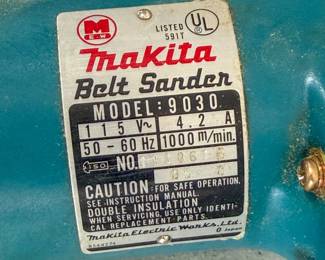 M
E.W
LISTED
591T
UL
makita
Belt Sander
MODEL: 9030
115V~ 4.2 A
50-60 Hz 1000 m/min.
ISO NO.
CAUTION: FOR SAFE OPERATION.
SEE INSTRUCTION MANUAL.
DOUBLE INSULATION
WHEN SERVICING, USE ONLY IDENTI-
CAL REPLACEMENT PARTS.
Makita Electric Works, Ltd.
Japan